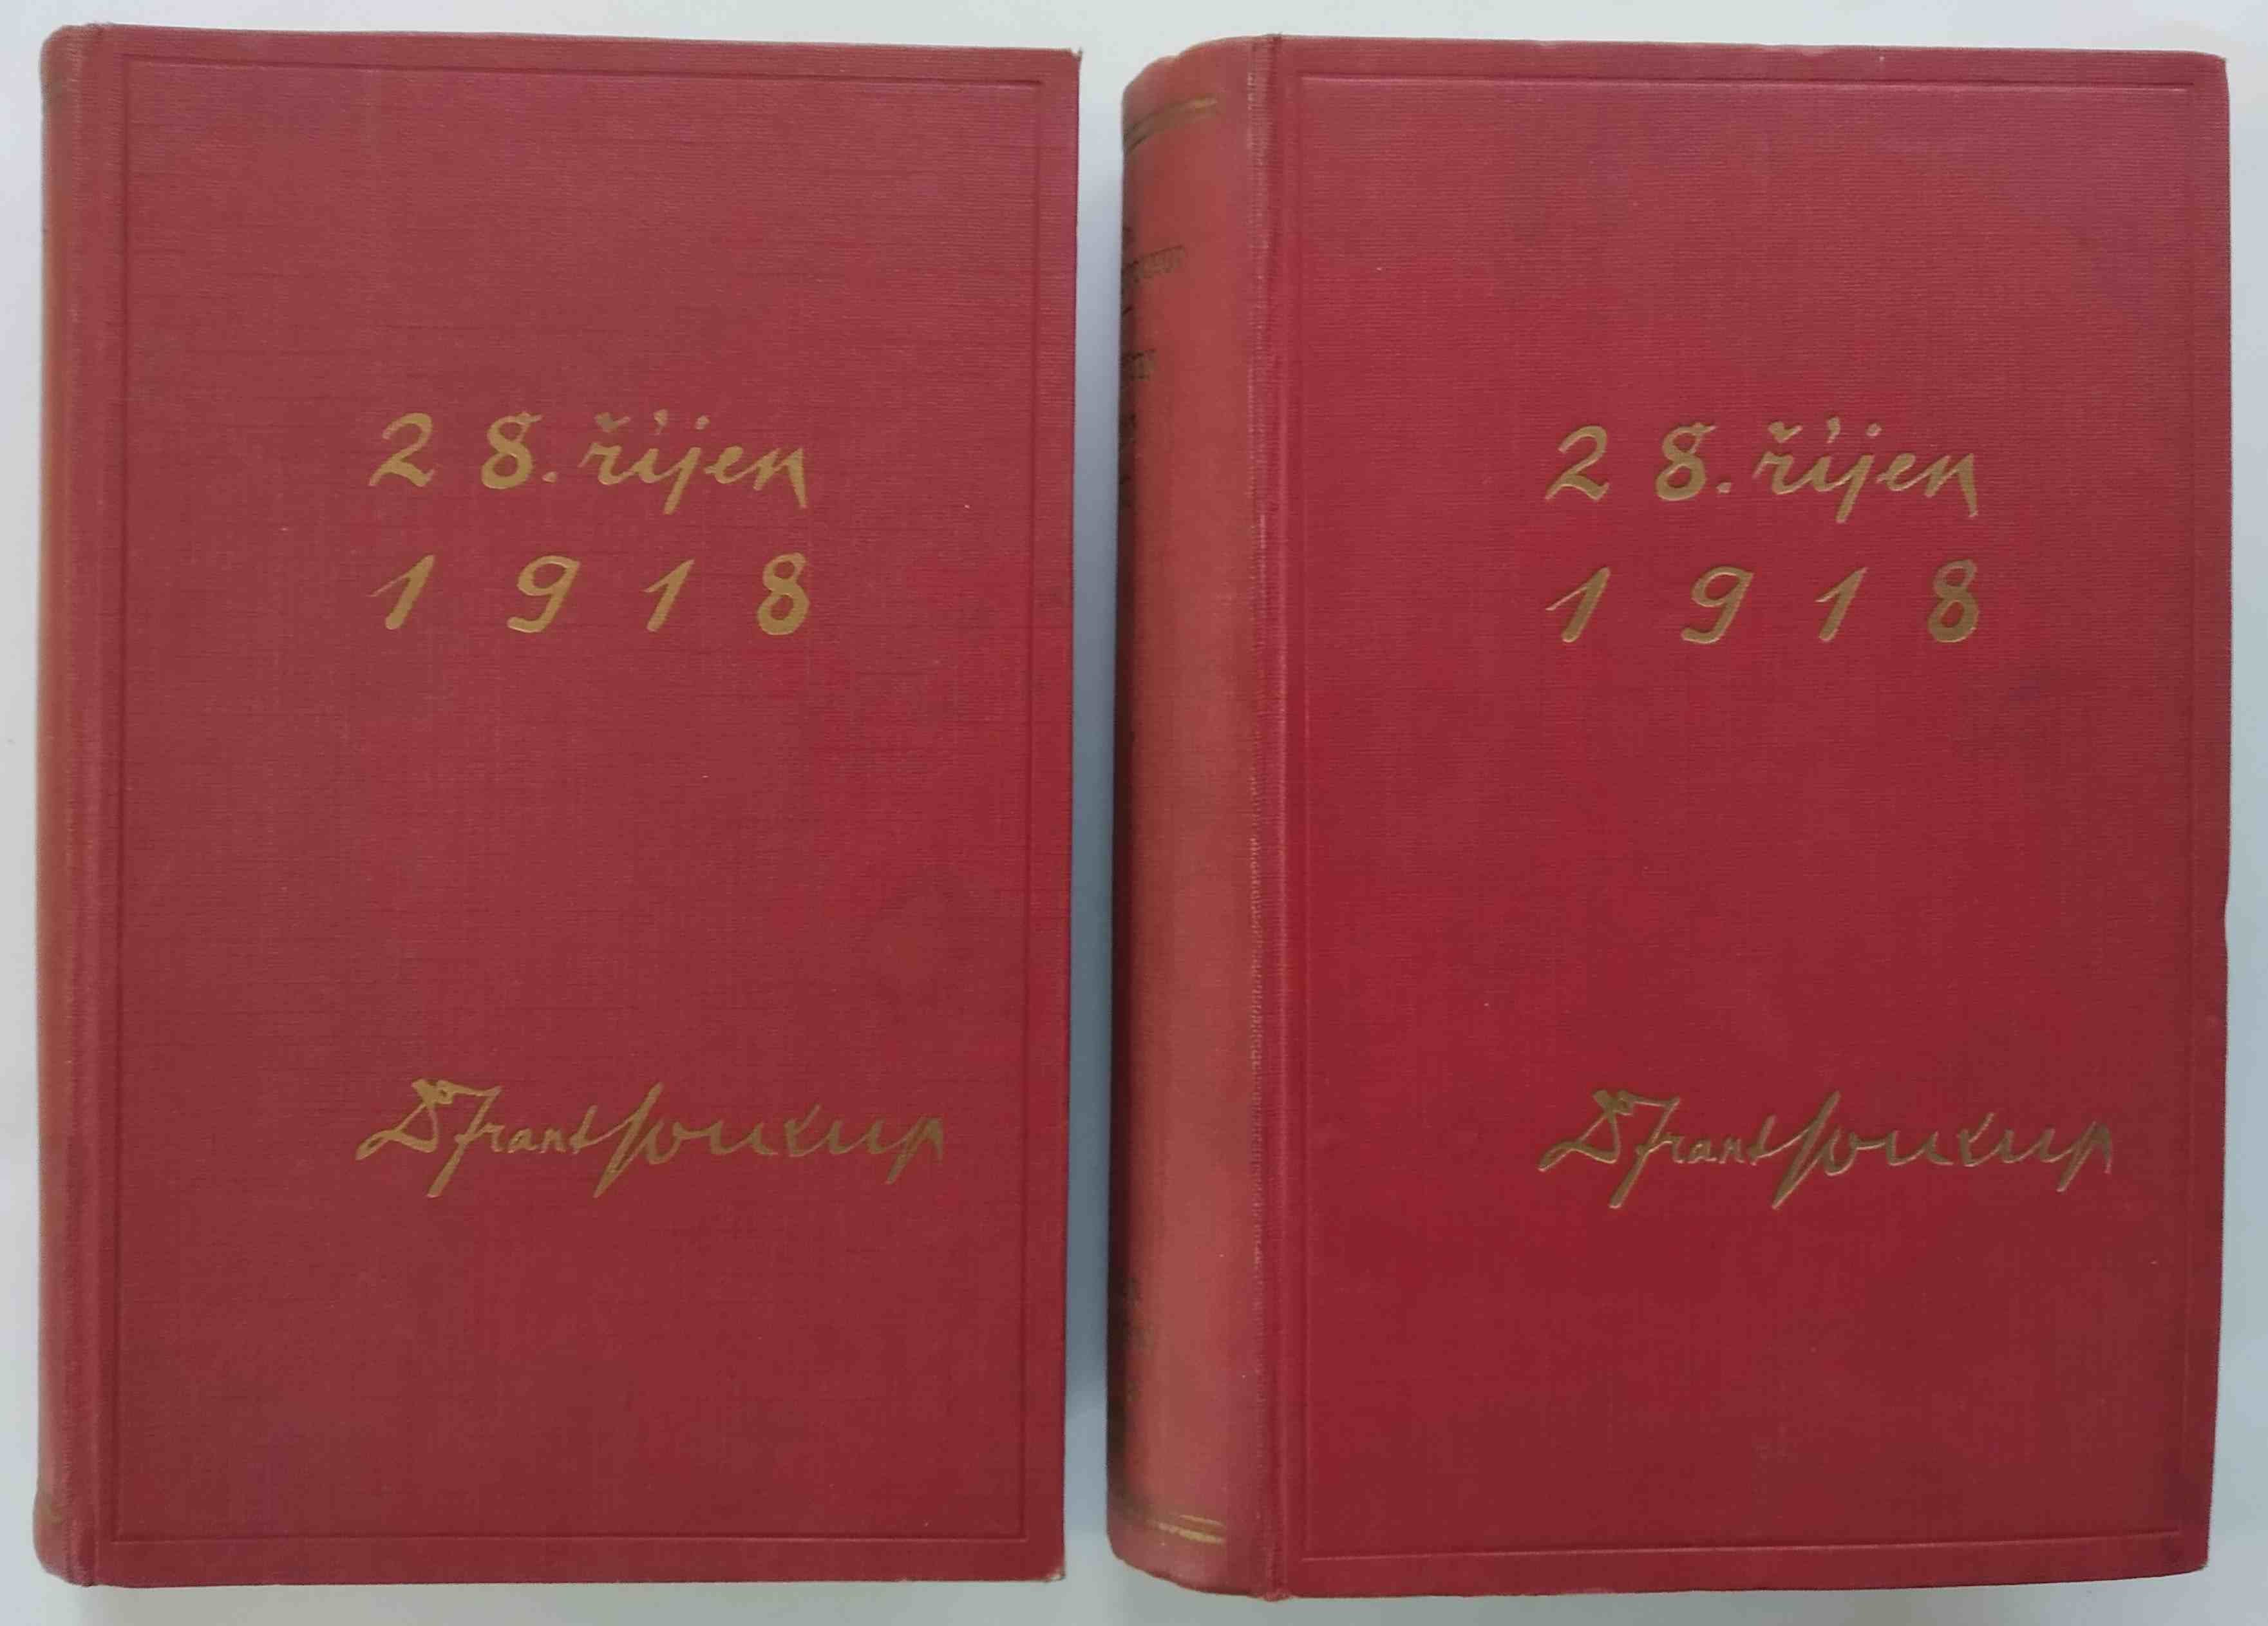 28. říjen
1918
Dr Frant Soukup
28. říjen
1918
Dr Frant Soukup